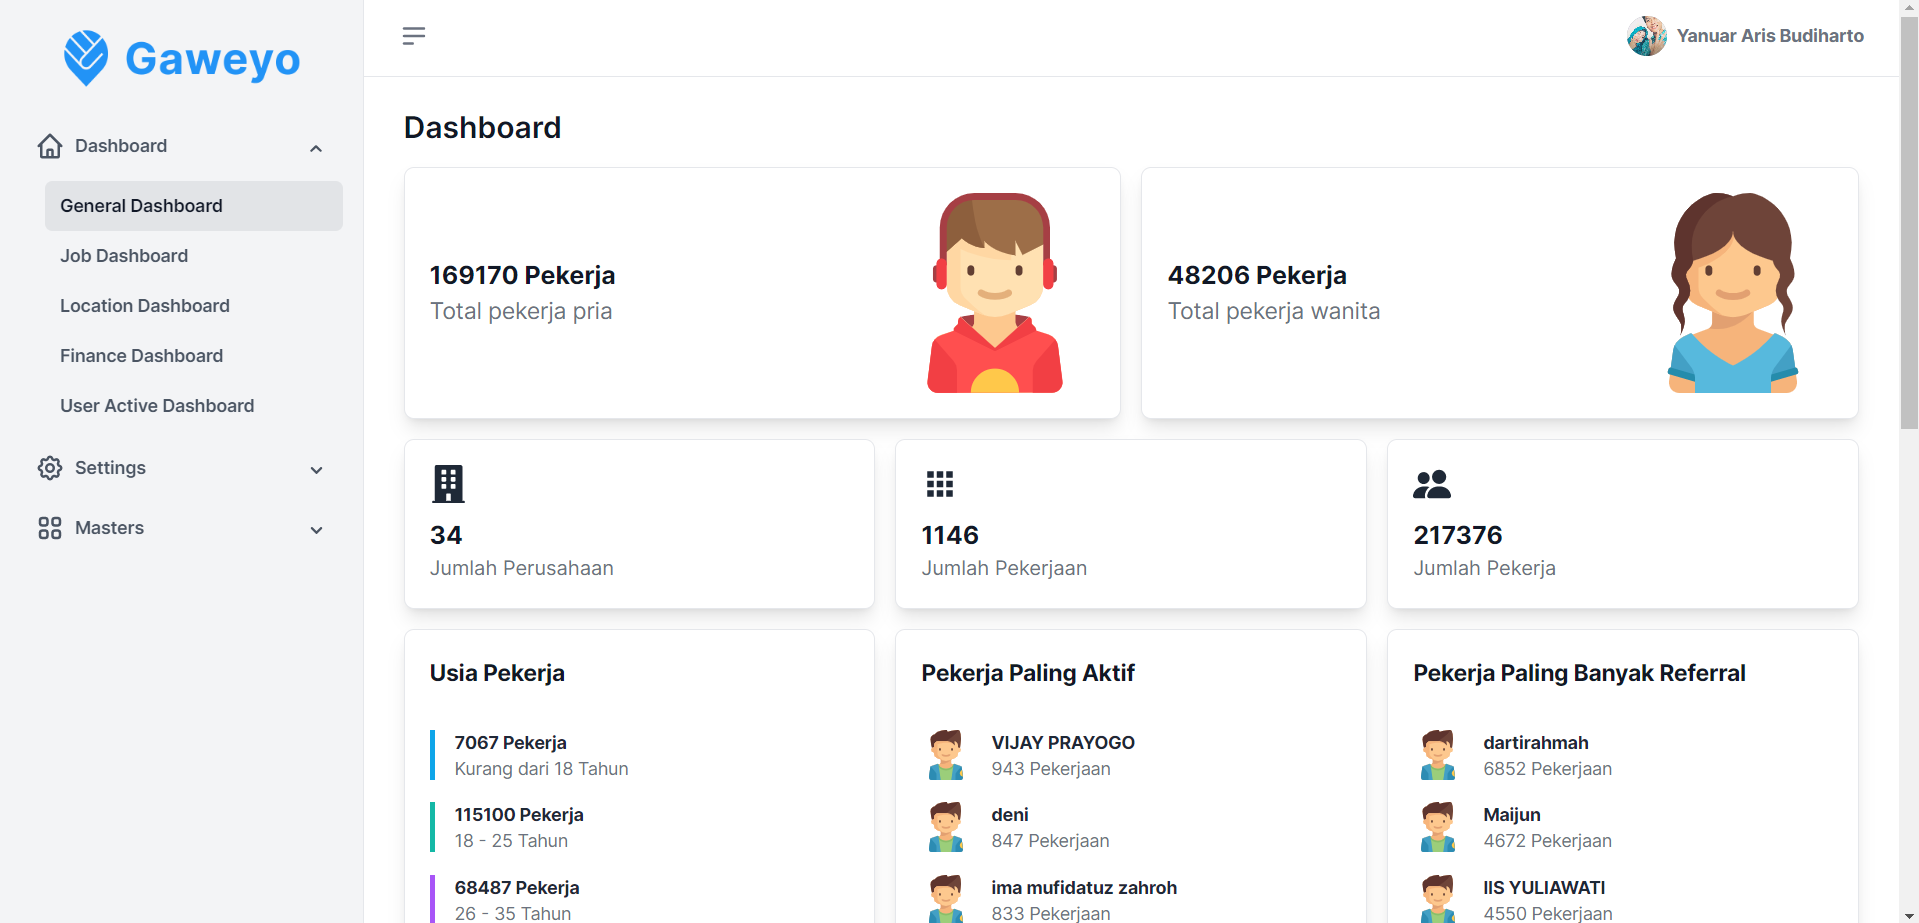 Gaweyo
Dashboard
General Dashboard
Job Dashboard
Location Dashboard
Finance Dashboard
User Active Dashboard
Settings
Masters
Yanuar Aris Budiharto
Dashboard
169170 Pekerja
Total pekerja pria
48206 Pekerja
Total pekerja wanita
34
Jumlah Perusahaan
1146
Jumlah Pekerjaan
217376
Jumlah Pekerja
Usia Pekerja
7067 Pekerja
Kurang dari 18 Tahun
115100 Pekerja
18 - 25 Tahun
68487 Pekerja
26 - 35 Tahun
Pekerja Paling Aktif
VIJAY PRAYOGO
943 Pekerjaan
deni
847 Pekerjaan
ima mufidatuz zahroh
833 Pekerjaan
Pekerja Paling Banyak Referral
dartirahmah
6852 Pekerjaan
Maijun
4672 Pekerjaan
IIS YULIAWATI
4550 Pekerjaan